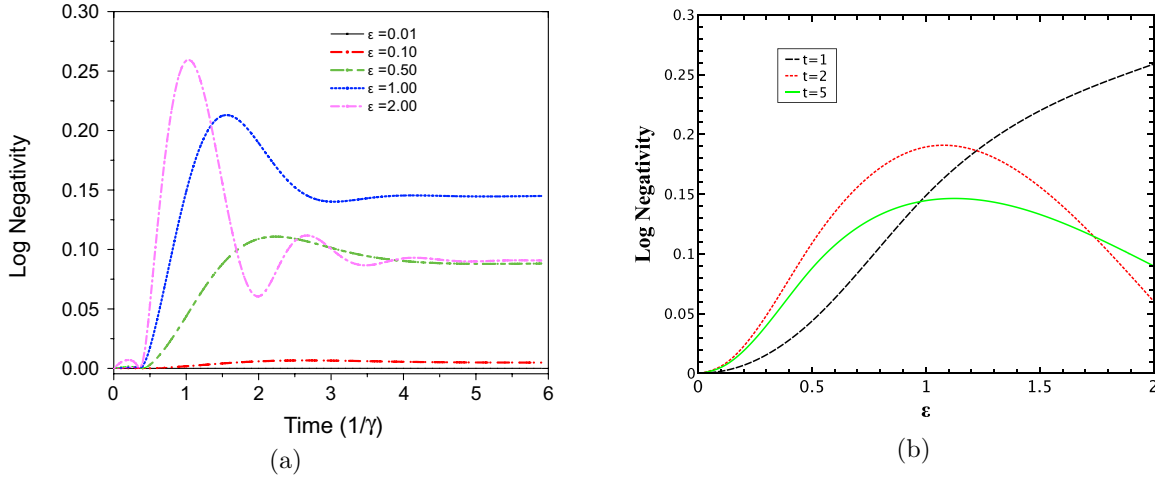 0.30
0.25
0.20
0.15
0.10
0.05
0.00
0
1
2
3
4
5
6
Log Negativity
Time (1/γ)
ε =0.01
ε =0.10
ε =0.50
ε =1.00
ε =2.00
(a)
0.3
0.25
0.2
0.15
0.1
0.05
0
0
0.5
1
1.5
2
Log Negativity
ε
t=1
t=2
t=5
(b)